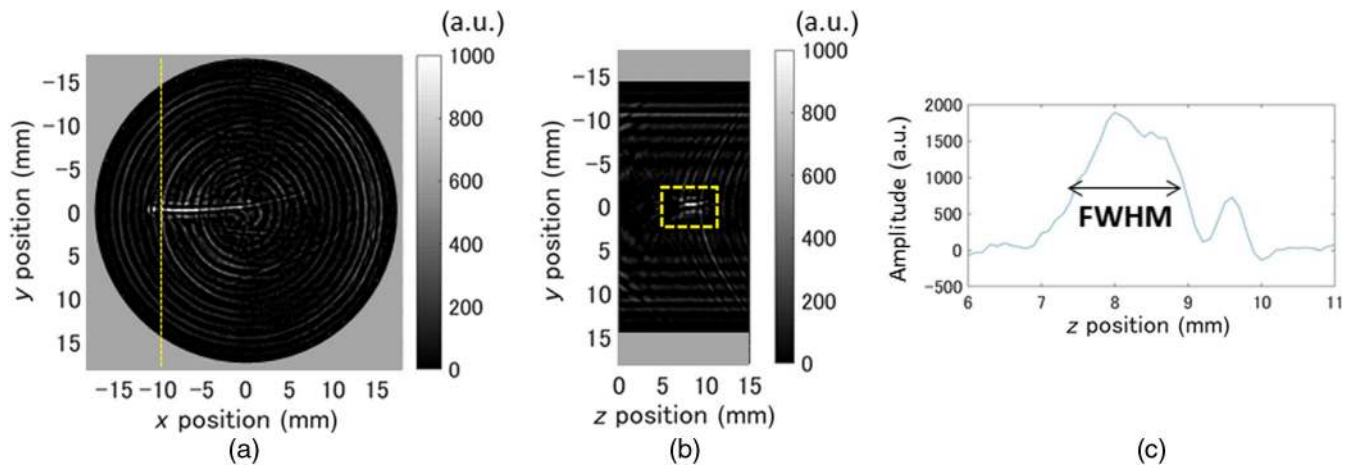 (a.u.)
1000
800
600
400
200
0
-15
-10
-5
0
5
10
15
y position (mm)
-15 -10 -5 0 5 10 15
x position (mm)
(a)
(a.u.)
1000
800
600
400
200
0
-15
-10
-5
0
5
10
15
y position (mm)
0 5 10 15
z position (mm)
(b)
2000
1500
1000
500
0
-500
Amplitude (a.u.)
FWHM
6 7 8 9 10 11
z position (mm)
(c)